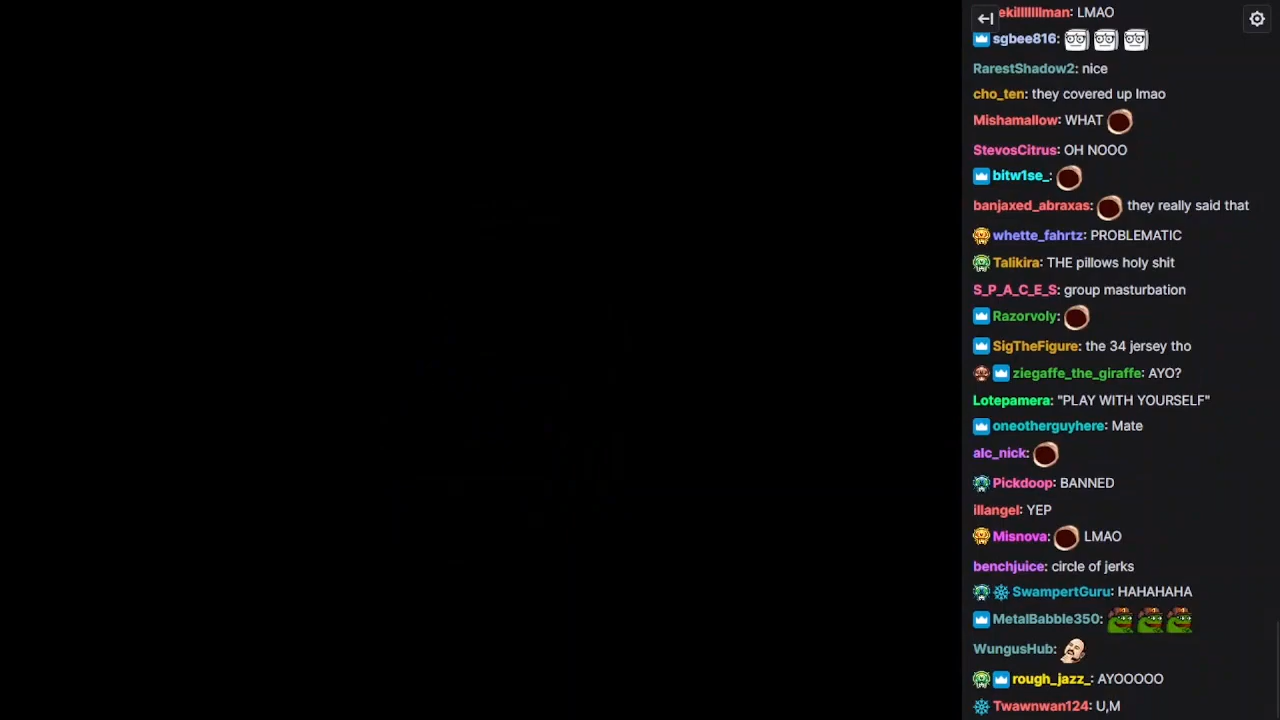 ekillllllman: LMAO
sgbee816:
RarestShadow2: nice
cho_ten: they covered up lmao
Mishamallow: WHAT
StevosCitrus: OH NOOO
bitw1se_:
banjaxed_abraxas: they really said that
whette_fahrtz: PROBLEMATIC
Talikira: THE pillows holy shit
S_P_A_C_E_S: group masturbation
Razorvoly:
SigTheFigure: the 34 jersey tho
ziegaffe_the_giraffe: AYO?
Lotepamera: "PLAY WITH YOURSELF"
oneotherguyhere: Mate
alc_nick:
Pickdoop: BANNED
illangel: YEP
Misnova: LMAO
benchjuice: circle of jerks
SwampertGuru: HAHAHAHA
MetalBabble350:
WungusHub:
rough_jazz_: AYOOOOO
Twawnwan124: U,M